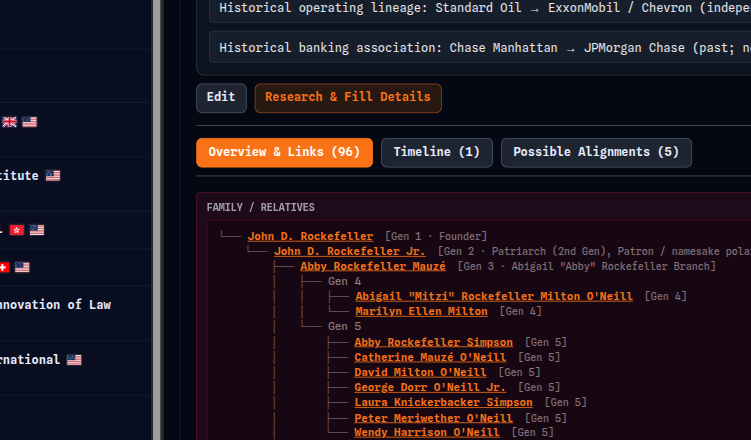 Historical operating lineage: Standard Oil → ExxonMobil / Chevron (indepe
Historical banking association: Chase Manhattan → JPMorgan Chase (past; n
Edit
Research & Fill Details
Overview & Links (96)
Timeline (1)
Possible Alignments (5)
titute
nnovation of Law
rnational
FAMILY / RELATIVES
John D. Rockefeller [Gen 1 · Founder]
John D. Rockefeller Jr. [Gen 2 · Patriarch (2nd Gen), Patron / namesake pola
Abby Rockefeller Mauzé [Gen 3 · Abigail "Abby" Rockefeller Branch]
Gen 4
Abigail "Mitzi" Rockefeller Milton O'Neill [Gen 4]
Marilyn Ellen Milton [Gen 4]
Gen 5
Abby Rockefeller Simpson [Gen 5]
Catherine Mauzé O'Neill [Gen 5]
David Milton O'Neill [Gen 5]
George Dorr O'Neill Jr. [Gen 5]
Laura Knickerbacker Simpson [Gen 5]
Peter Meriwether O'Neill [Gen 5]
Wendy Harrison O'Neill [Gen 5]